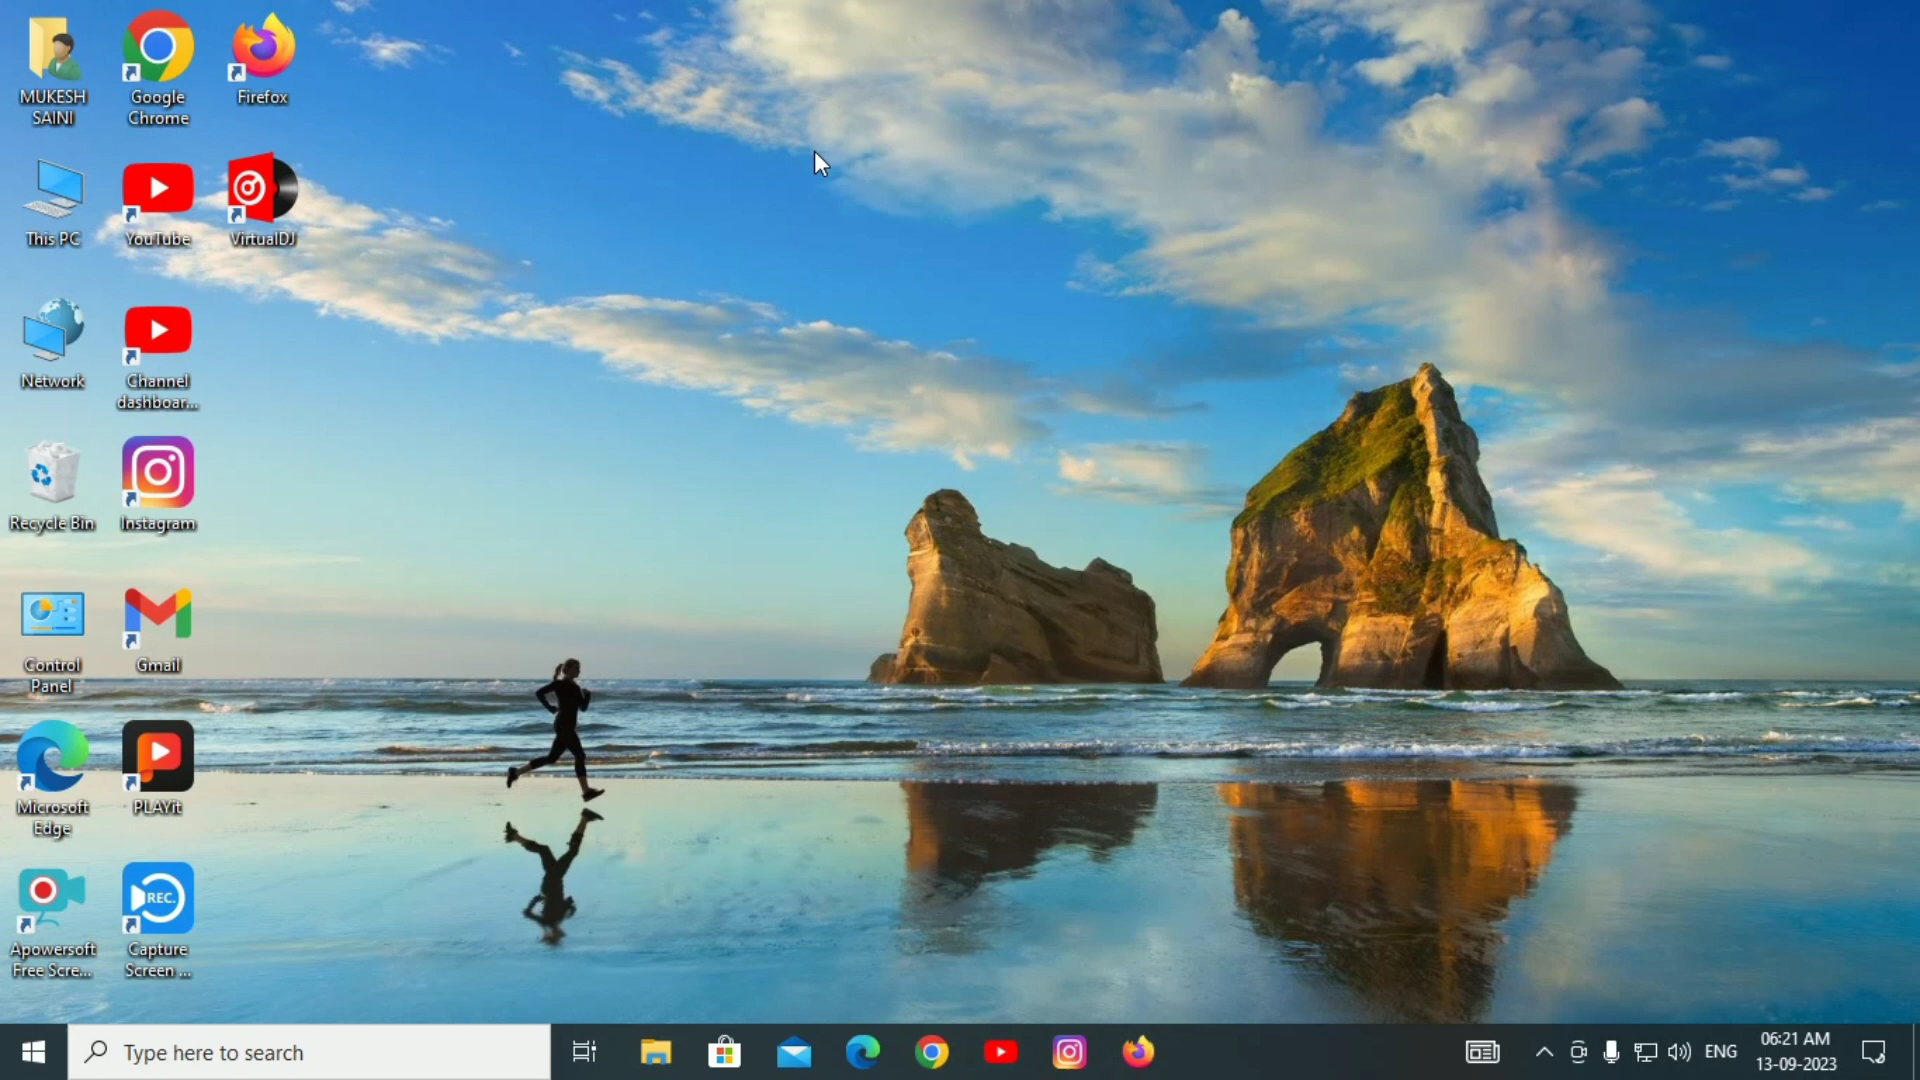 MUKESH
SAINI
Google
Chrome
Firefox
This PC
YouTube
VirtualDJ
Network
Channel
dashboar...
Recycle Bin
Instagram
Control
Panel
Gmail
Microsoft
Edge
PLAYit
REC.
Apowersoft
Free Scre...
Capture
Screen ...
Type here to search
ENG
06:21 AM
13-09-2023